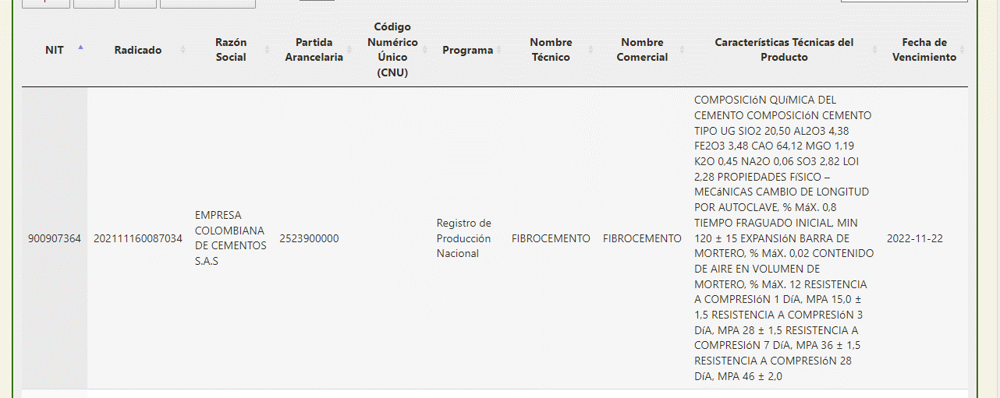 NIT
Radicado
Razón
Social
Partida
Arancelaria
Código
Numérico
Único
(CNU)
Programa
Nombre
Técnico
Nombre
Comercial
Características Técnicas del
Producto
Fecha de
Vencimiento
900907364
202111160087034
EMPRESA
COLOMBIANA
DE CEMENTOS
S.A.S
2523900000
Registro de
Producción
Nacional
FIBROCEMENTO
FIBROCEMENTO
COMPOSICIóN QUíMICA DEL
CEMENTO COMPOSICIóN CEMENTO
TIPO UG SIO2 20,50 AL2O3 4,38
FE2O3 3,48 CAO 64,12 MGO 1,19
K2O 0,45 NA2O 0,06 SO3 2,82 LOI
2,28 PROPIEDADES FíSICO –
MECáNICAS CAMBIO DE LONGITUD
POR AUTOCLAVE, % MáX. 0,8
TIEMPO FRAGUADO INICIAL, MIN
120 ± 15 EXPANSIóN BARRA DE
MORTERO, % MáX. 0,02 CONTENIDO
DE AIRE EN VOLUMEN DE
MORTERO, % MáX. 12 RESISTENCIA
A COMPRESIóN 1 DíA, MPA 15,0 ±
1,5 RESISTENCIA A COMPRESIóN 3
DíA, MPA 28 ± 1,5 RESISTENCIA A
COMPRESIóN 7 DíA, MPA 36 ± 1,5
RESISTENCIA A COMPRESIóN 28
DíA, MPA 46 ± 2,0
2022-11-22